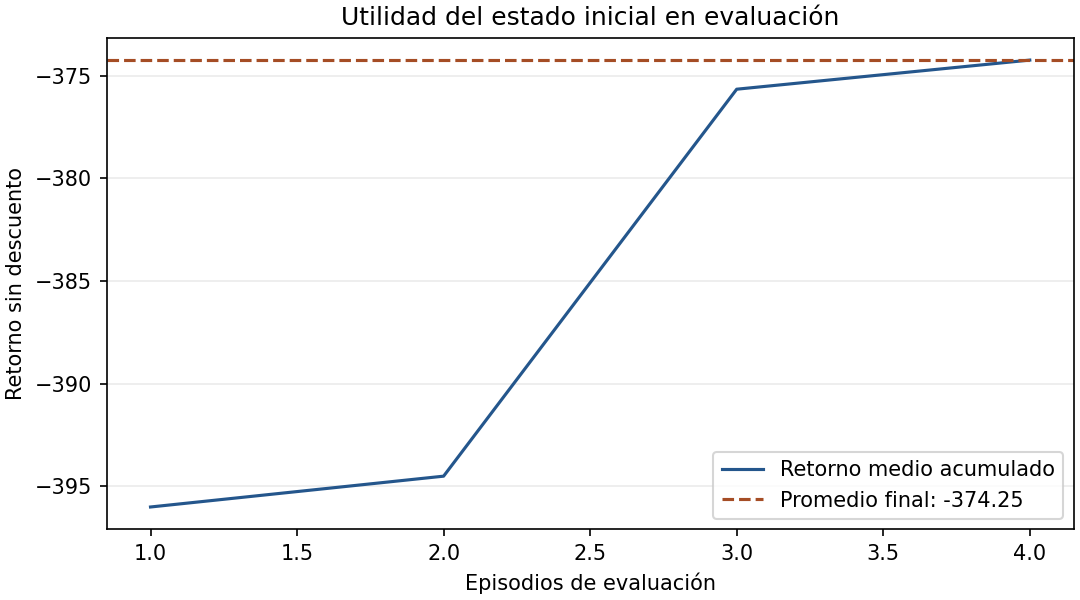 Utilidad del estado inicial en evaluación
Retorno sin descuento
−375
−380
−385
−390
−395
Retorno medio acumulado
Promedio final: -374.25
1.0 1.5 2.0 2.5 3.0 3.5 4.0
Episodios de evaluación